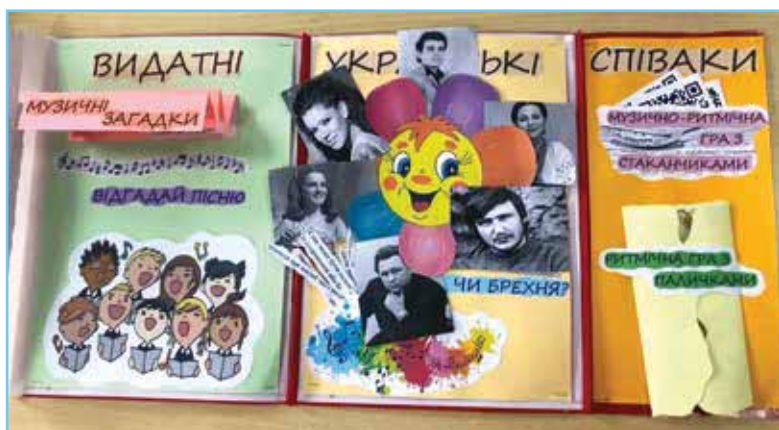 ВИДАТНІ
МУЗИЧНІ
ЗАГАДКИ
ВІДГАДАЙ ПІСНЮ
УКР
ЬКІ
ЧИ БРЕХНЯ?
СПІВАКИ
МУЗИЧНО-РИТМІЧНА
ГРА З
СТАКАНЧИКАМИ
РИТМІЧНА ГРА З
ПАЛИЧКАМИ